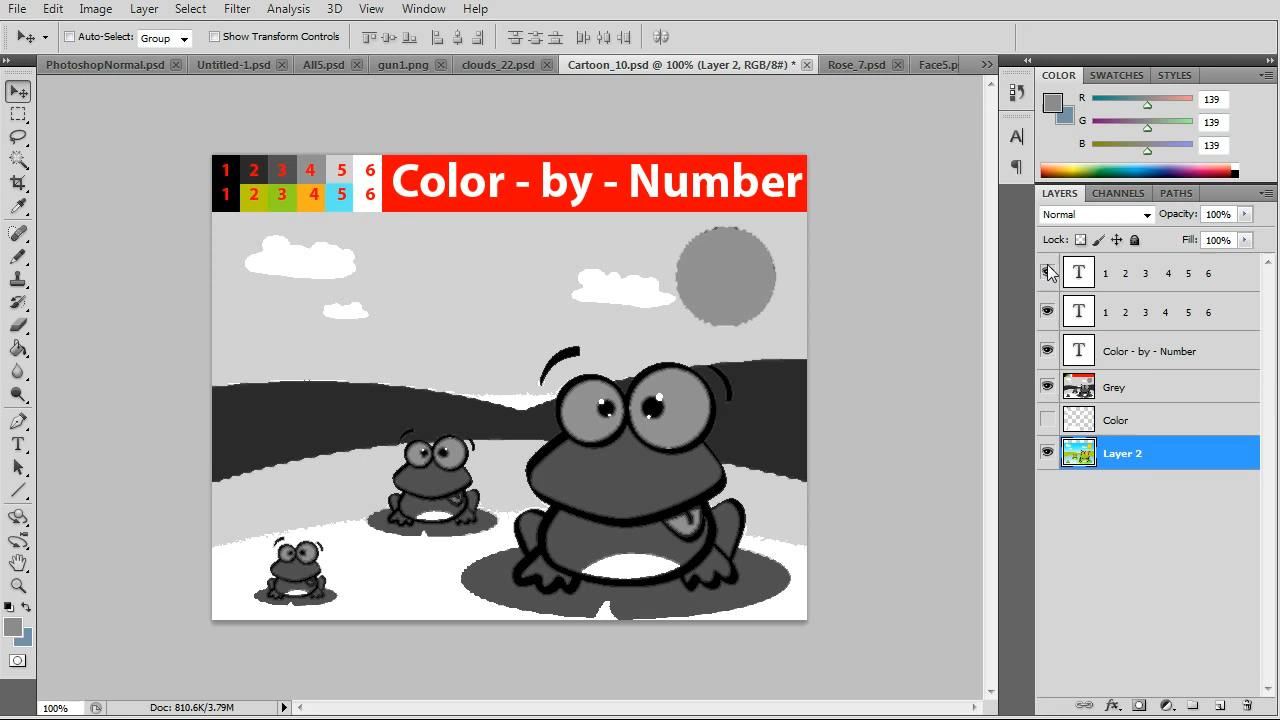 File Edit Image Layer Select Filter Analysis 3D View Window Help
Auto-Select: Group Show Transform Controls
PhotoshopNormal.psd Untitled-1.psd All5.psd gun1.png clouds_22.psd Cartoon_10.psd @ 100% (Layer 2, RGB/8#) * Rose_7.psd Face5.p
COLOR SWATCHES STYLES
R 139
G 139
B 139
1 2 3 4 5 6
1 2 3 4 5 6
Color - by - Number
LAYERS CHANNELS PATHS
Normal Opacity: 100%
Lock: Fill: 100%
T 1 2 3 4 5 6
T 1 2 3 4 5 6
T Color - by - Number
Grey
Color
Layer 2
100% Doc: 810.6K/3.79M